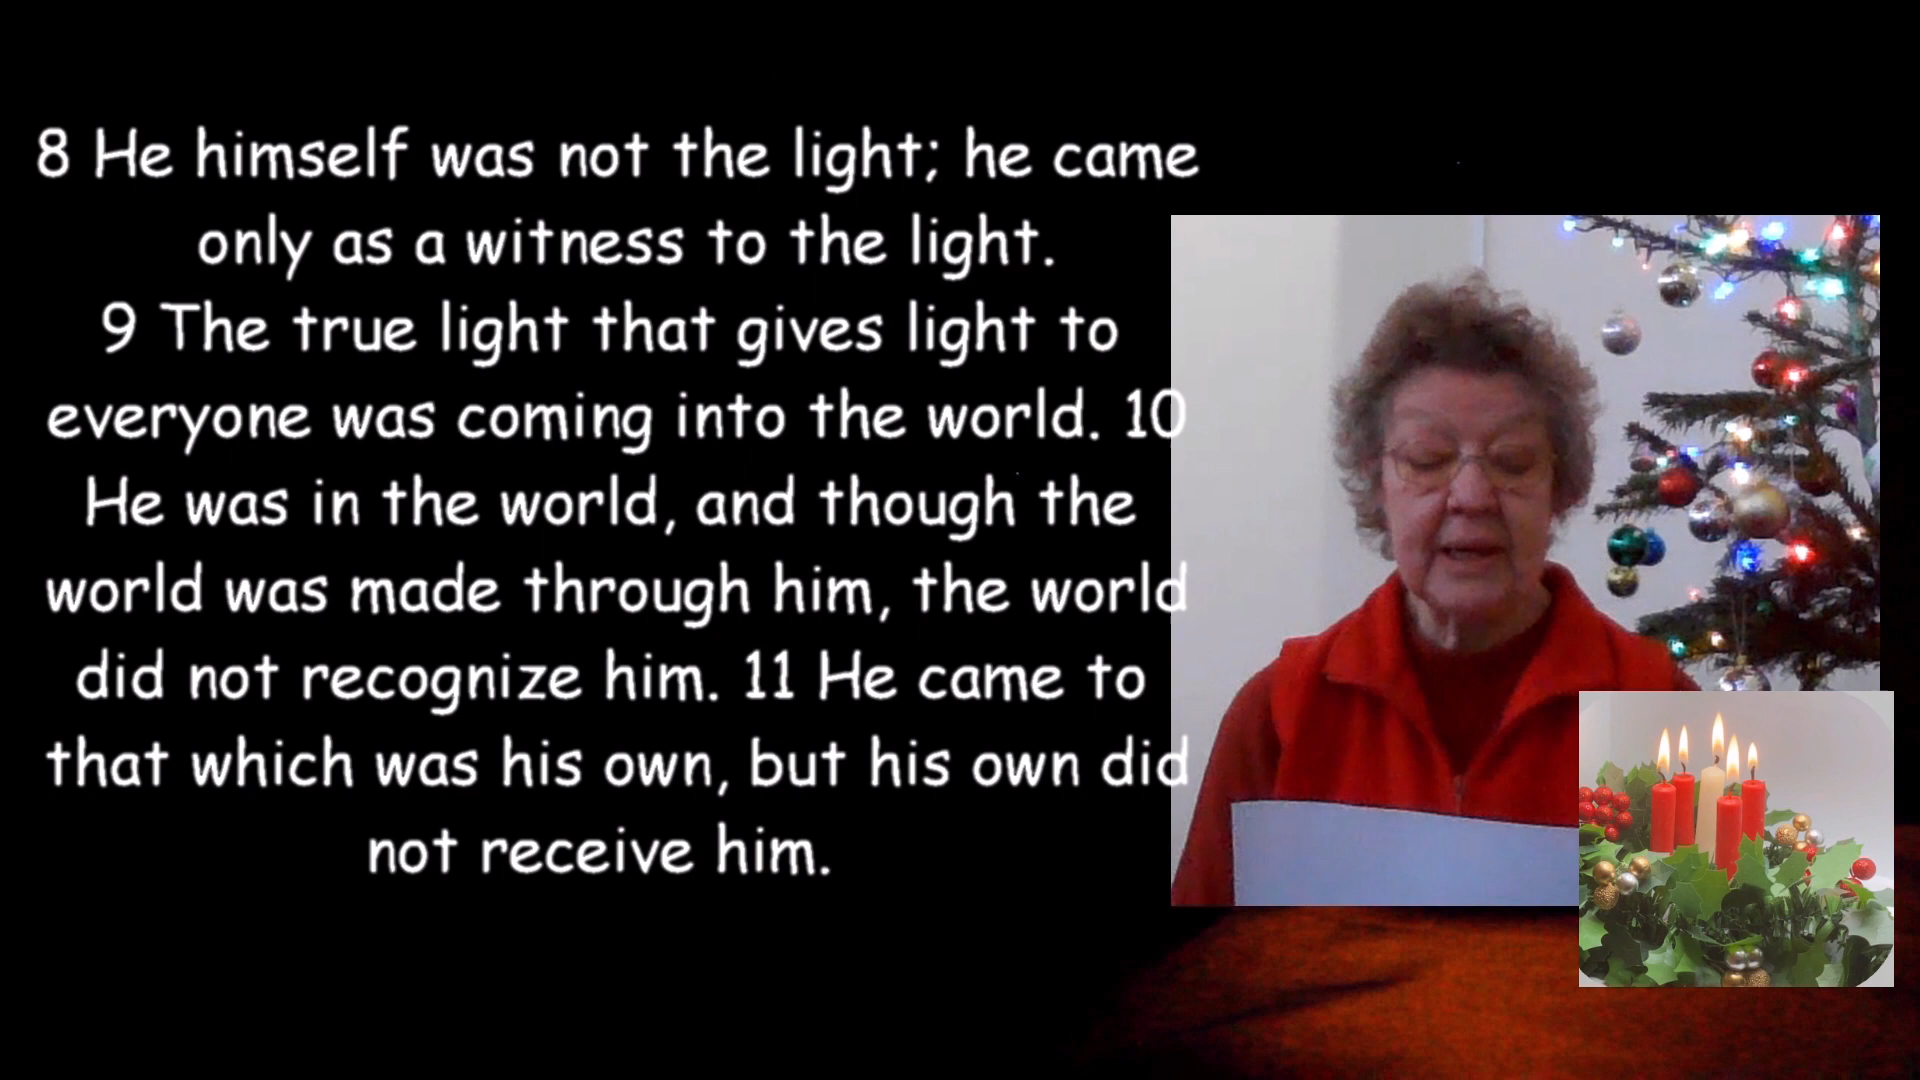 8 He himself was not the light; he came
only as a witness to the light.
9 The true light that gives light to
everyone was coming into the world. 10
He was in the world, and though the
world was made through him, the world
did not recognize him. 11 He came to
that which was his own, but his own did
not receive him.